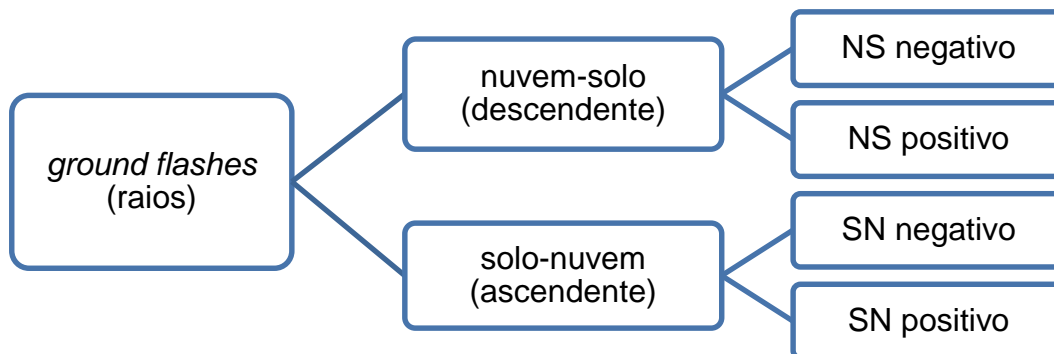 ground flashes
(raios)
nuvem-solo
(descendente)
NS negativo
NS positivo
solo-nuvem
(ascendente)
SN negativo
SN positivo